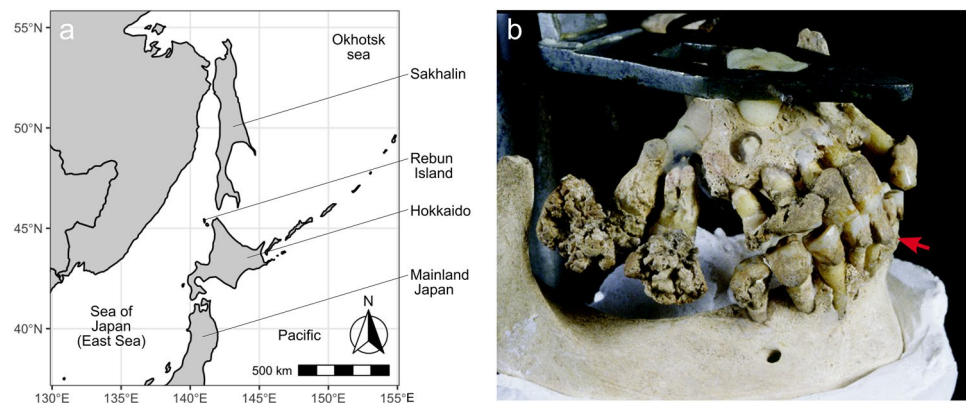 a
55°N
50°N
45°N
40°N
130°E
135°E
140°E
145°E
150°E
155°E
Okhotsk
sea
Sakhalin
Rebun
Island
Hokkaido
Mainland
Japan
Sea of
Japan
(East Sea)
Pacific
N
500 km
b